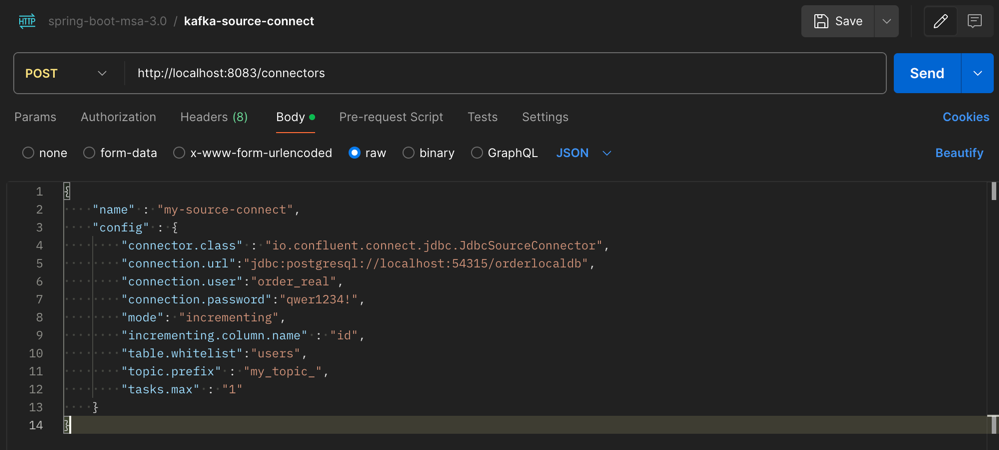 HTTP spring-boot-msa-3.0 / kafka-source-connect Save
POST http://localhost:8083/connectors Send
Params Authorization Headers (8) Body Pre-request Script Tests Settings Cookies
none form-data x-www-form-urlencoded raw binary GraphQL JSON Beautify
1 {
2 "name" : "my-source-connect",
3 "config" : {
4 "connector.class" : "io.confluent.connect.jdbc.JdbcSourceConnector",
5 "connection.url":"jdbc:postgresql://localhost:54315/orderlocaldb",
6 "connection.user":"order_real",
7 "connection.password":"qwer1234!",
8 "mode": "incrementing",
9 "incrementing.column.name" : "id",
10 "table.whitelist":"users",
11 "topic.prefix" : "my_topic_",
12 "tasks.max" : "1"
13 }
14 }